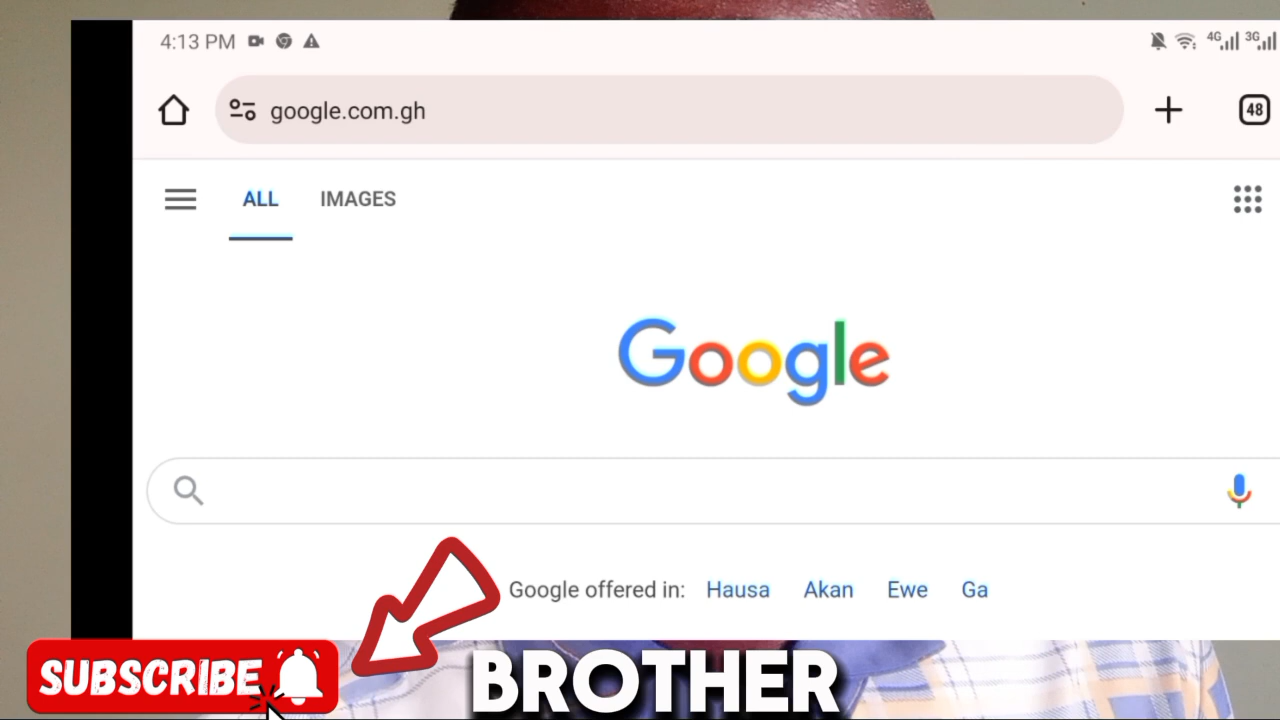 4:13 PM
4G 3G
google.com.gh
48
ALL IMAGES
Google
Google offered in: Hausa Akan Ewe Ga
SUBSCRIBE
BROTHER